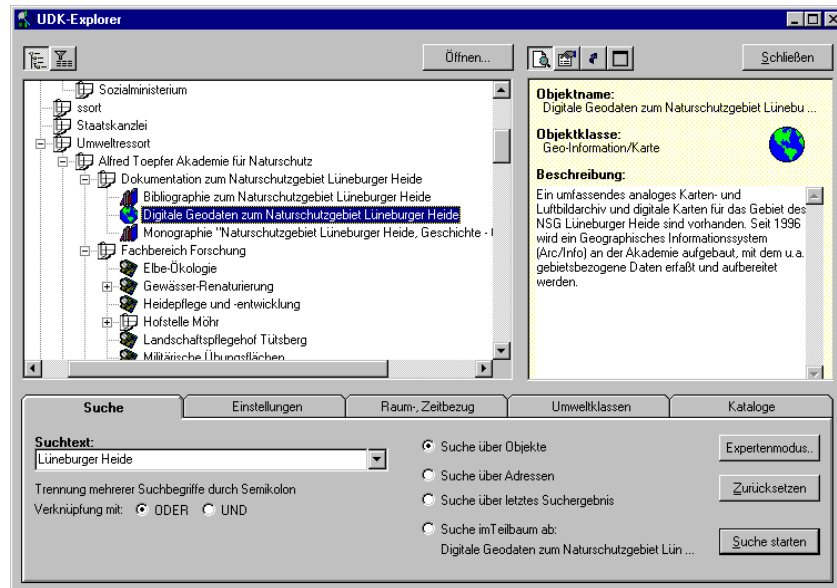 UDK-Explorer
Öffnen...
Schließen
Sozialministerium
ssort
Staatskanzlei
Umweltressort
Alfred Toepfer Akademie für Naturschutz
Dokumentation zum Naturschutzgebiet Lüneburger Heide
Bibliographie zum Naturschutzgebiet Lüneburger Heide
Digitale Geodaten zum Naturschutzgebiet Lüneburger Heide
Monographie "Naturschutzgebiet Lüneburger Heide, Geschichte -
Fachbereich Forschung
Elbe-Ökologie
Gewässer-Renaturierung
Heidepflege und -entwicklung
Hofstelle Möhr
Landschaftspflegehof Tütsberg
Militärische Übungsflächen
Objektname:
Digitale Geodaten zum Naturschutzgebiet Lünebu ...
Objektklasse:
Geo-Information/Karte
Beschreibung:
Ein umfassendes analoges Karten- und
Luftbildarchiv und digitale Karten für das Gebiet des
NSG Lüneburger Heide sind vorhanden. Seit 1996
wird ein Geographisches Informationssystem
(Arc/Info) an der Akademie aufgebaut, mit dem u.a.
gebietsbezogene Daten erfaßt und aufbereitet
werden.
Suche
Einstellungen
Raum-, Zeitbezug
Umweltklassen
Kataloge
Suchtext:
Lüneburger Heide
Trennung mehrerer Suchbegriffe durch Semikolon
Verknüpfung mit: ODER UND
Suche über Objekte
Suche über Adressen
Suche über letztes Suchergebnis
Suche imTeilbaum ab:
Digitale Geodaten zum Naturschutzgebiet Lün ...
Expertenmodus..
Zurücksetzen
Suche starten